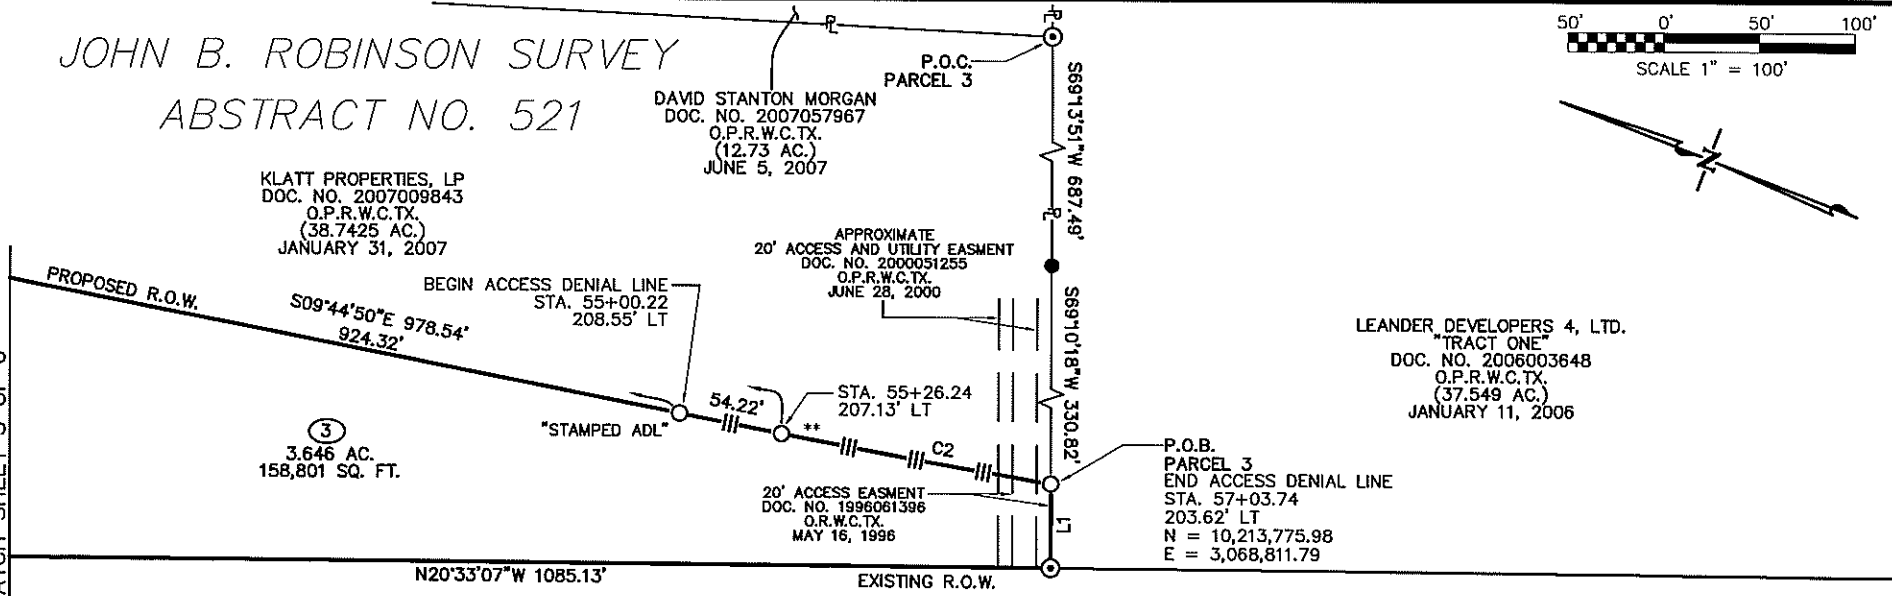 JOHN B. ROBINSON SURVEY
ABSTRACT NO. 521
KLATT PROPERTIES, LP
DOC. NO. 2007009843
O.P.R.W.C.TX.
(38.7425 AC.)
JANUARY 31, 2007
DAVID STANTON MORGAN
DOC. NO. 2007057967
O.P.R.W.C.TX.
(12.73 AC.)
JUNE 5, 2007
PL
PL
P.O.C.
PARCEL 3
S69°13'51"W 687.49'
PL
50' 0' 50' 100'
SCALE 1" = 100'
N
APPROXIMATE
20' ACCESS AND UTILITY EASMENT
DOC. NO. 2000051255
O.P.R.W.C.TX.
JUNE 28, 2000
S69°10'18"W 330.82'
PROPOSED R.O.W.
S09°44'50"E 978.54'
924.32'
BEGIN ACCESS DENIAL LINE
STA. 55+00.22
208.55' LT
54.22'
STA. 55+26.24
207.13' LT
**
C2
"STAMPED ADL"
3
3.646 AC.
158,801 SQ. FT.
20' ACCESS EASMENT
DOC. NO. 1996061396
O.R.W.C.TX.
MAY 16, 1996
L1
LEANDER DEVELOPERS 4, LTD.
"TRACT ONE"
DOC. NO. 2006003648
O.P.R.W.C.TX.
(37.549 AC.)
JANUARY 11, 2006
P.O.B.
PARCEL 3
END ACCESS DENIAL LINE
STA. 57+03.74
203.62' LT
N = 10,213,775.98
E = 3,068,811.79
N20°33'07"W 1085.13'
EXISTING R.O.W.